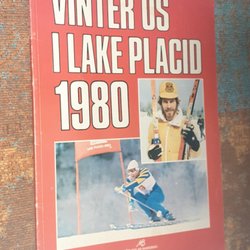 VINTER OS
I LAKE PLACID
1980